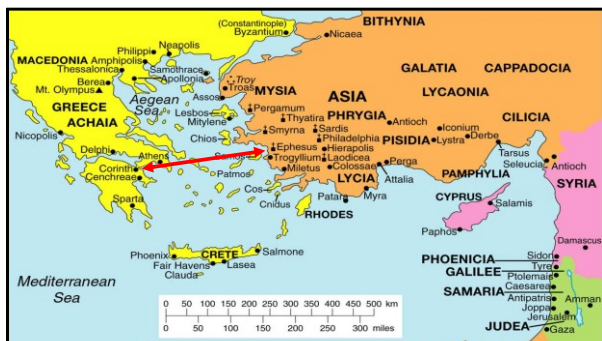 (Constantinople)
Byzantium
BITHYNIA
Nicaea
MACEDONIA
Philippi
Neapolis
Amphipolis
Thessalonica
Samothrace
Apollonia
Berea
Mt. Olympus
Troy
Troas
MYSIA
GALATIA
CAPPADOCIA
GREECE
Aegean
Sea
Assos
ASIA
LYCAONIA
ACHAIA
Lesbos
Mitylene
Pergamum
Thyatira
PHRYGIA
Antioch
CILICIA
Nicopolis
Chios
Smyrna
Sardis
Philadelphia
PISIDIA
Iconium
Derbe
Lystra
Delphi
Athens
Ephesus
Hierapolis
Tarsus
Corinth
Cenchreae
Trogyllium
Laodicea
Colossae
Perga
Seleucia
Antioch
Patmos
Miletus
Attalia
PAMPHYLIA
Sparta
Cos
Cnidus
LYCIA
Patara
Myra
SYRIA
RHODES
CYPRUS
Salamis
Paphos
Phoenix
CRETE
Salmone
Fair Havens
Lasea
Clauda
Damascus
PHOENICIA
Sidon
Tyre
Mediterranean
Sea
GALILEE
Ptolemais
Caesarea
SAMARIA
Antipatris
Amman
Joppa
Jerusalem
JUDEA
Gaza
0 50 100 150 200 250 300 350 400 450 500 km
0 50 100 150 200 250 300 miles